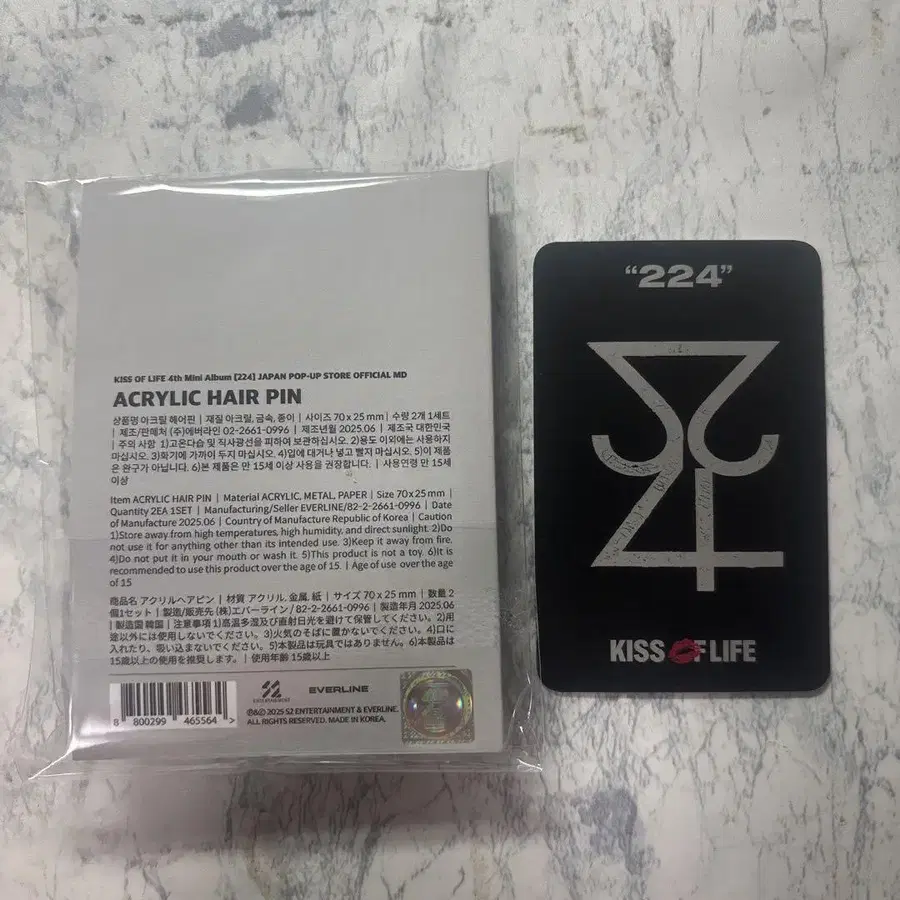 KISS OF LIFE 4th Mini Album [224] JAPAN POP-UP STORE OFFICIAL MD
ACRYLIC HAIR PIN
상품명 아크릴 헤어핀 | 재질 아크릴, 금속, 종이 | 사이즈 70 x 25 mm | 수량 2개 1세트
| 제조/판매처 (주)에버라인 02-2661-0996 | 제조년월 2025.06 | 제조국 대한민국
| 주의 사항 1)고온다습 및 직사광선을 피하여 보관하십시오. 2)용도 이외에는 사용하지
마십시오. 3)화기에 가까이 두지 마십시오. 4)입에 대거나 넣고 빨지 마십시오. 5)이 제품
은 완구가 아닙니다. 6)본 제품은 만 15세 이상 사용을 권장합니다. | 사용연령 만 15세
이상
Item ACRYLIC HAIR PIN | Material ACRYLIC, METAL, PAPER | Size 70 x 25 mm |
Quantity 2EA 1SET | Manufacturing/Seller EVERLINE/82-2-2661-0996 | Date
of Manufacture 2025.06 | Country of Manufacture Republic of Korea | Caution
1)Store away from high temperatures, high humidity, and direct sunlight. 2)Do
not use it for anything other than its intended use. 3)Keep it away from fire.
4)Do not put it in your mouth or wash it. 5)This product is not a toy. 6)It is
recommended to use this product over the age of 15. | Age of use over the age
of 15
商品名 アクリルヘアピン | 材質 アクリル, 金属, 紙 | サイズ 70 x 25 mm | 数量 2
個1セット | 製造/販売先 (株)エバーライン / 82-2-2661-0996 | 製造年月 2025.06
| 製造国 韓国 | 注意事項 1)高温多湿及び直射日光を避けて保管してください。2)用
途以外には使用しないでください。3)火気のそばに置かないでください。4)口に
入れたり、吸い込まないでください。5)本製品は玩具ではありません。6)本製品は
15歳以上の使用を推奨します。 | 使用年齢 15歳以上
8 800299 465564 >
S2 ENTERTAINMENT
EVERLINE
℗&© 2025 S2 ENTERTAINMENT & EVERLINE.
ALL RIGHTS RESERVED. MADE IN KOREA.
“224”
224
KISS OF LIFE